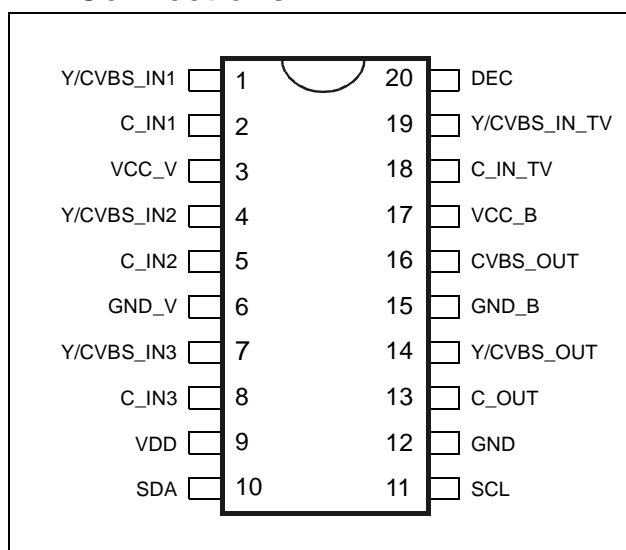 Connections
Y/CVBS_IN1 1 20 DEC
C_IN1 2 19 Y/CVBS_IN_TV
VCC_V 3 18 C_IN_TV
Y/CVBS_IN2 4 17 VCC_B
C_IN2 5 16 CVBS_OUT
GND_V 6 15 GND_B
Y/CVBS_IN3 7 14 Y/CVBS_OUT
C_IN3 8 13 C_OUT
VDD 9 12 GND
SDA 10 11 SCL